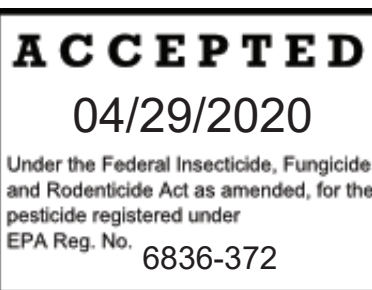 ACCEPTED
04/29/2020
Under the Federal Insecticide, Fungicide
and Rodenticide Act as amended, for the
pesticide registered under
EPA Reg. No. 6836-372